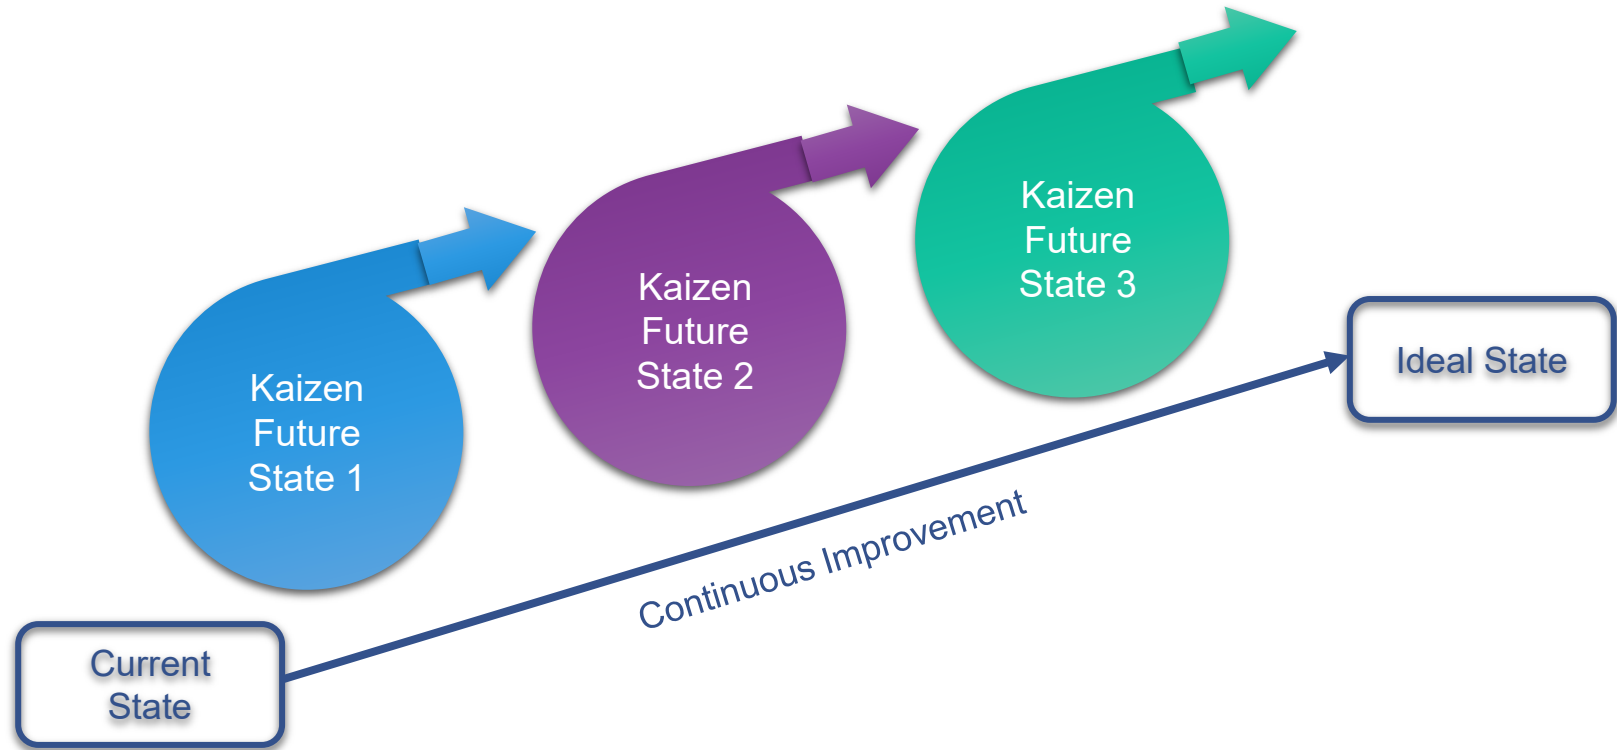 Kaizen
Future
State 1
Kaizen
Future
State 2
Kaizen
Future
State 3
Current
State
Continuous Improvement
Ideal State